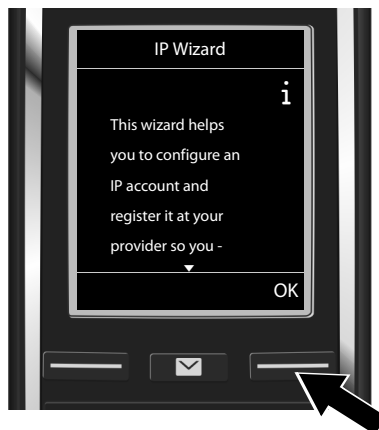 IP Wizard
i
This wizard helps
you to configure an
IP account and
register it at your
provider so you -
OK